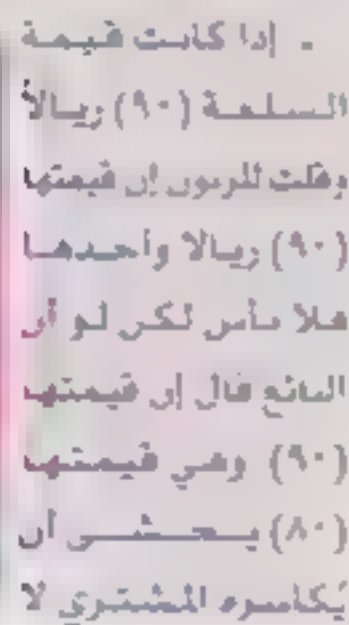 . إذا كانت قيمة
السلعة (٩٠) ريالاً
وقلت للزبون إن قيمتها
(٩٠) ريالا وأخذها
فلا بأس لكن لو أن
البائع قال إن قيمتها
(٩٠) وهي قيمتها
(٨٠) يخشى أن
يُكاسره المشتري لا